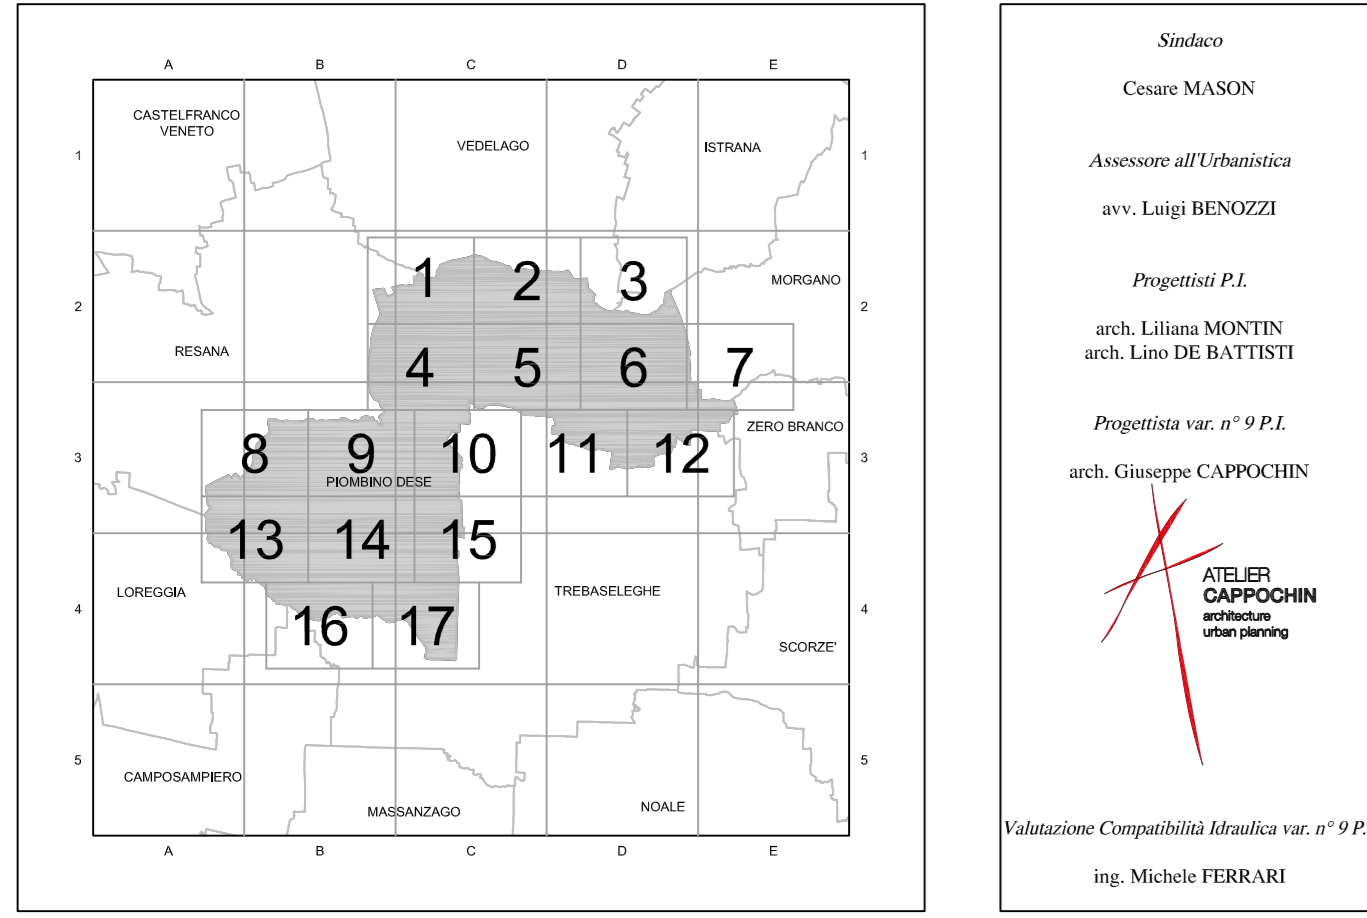 A B C D E
CASTELFRANCO
VENETO
VEDELAGO
ISTRANA
1 1
1 2 3
MORGANO
2 2
RESANA
4 5 6 7
ZERO BRANCO
8 9 10 11 12
3 3
PIOMBINO DESE
13 14 15
LOREGGIA
TREBASELEGHE
4 4
16 17
SCORZE'
5 5
CAMPOSAMPIERO
MASSANZAGO
NOALE
A B C D E
Sindaco
Cesare MASON
Assessore all'Urbanistica
avv. Luigi BENOZZI
Progettisti P.I.
arch. Liliana MONTIN
arch. Lino DE BATTISTI
Progettista var. n° 9 P.I.
arch. Giuseppe CAPPOCHIN
ATELIER
CAPPOCHIN
architecture
urban planning
Valutazione Compatibilità Idraulica var. n° 9 P.
ing. Michele FERRARI